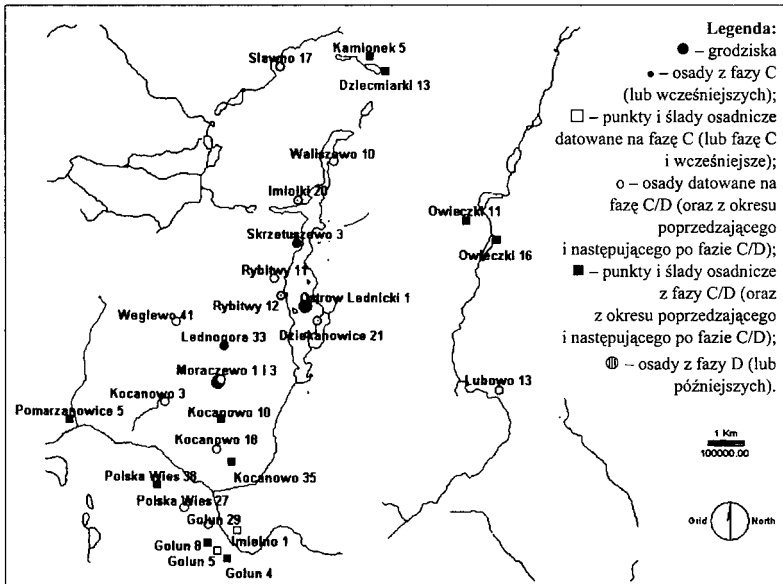 Sławno 17
Kamionek 5
Dziecmiarki 13
Waliszewo 10
Imiołki 20
Skrzetuszewo 3
Rybitwy 11
Rybitwy 12
Ostrow Lednicki 1
Węglewo 41
Dziekanowice 21
Lednogora 33
Moraczewo 1 i 3
Kocanowo 3
Pomarzanowice 5
Kocanowo 10
Kocanowo 18
Kocanowo 35
Polska Wies 38
Polska Wies 27
Gołun 29
Imielno 1
Gołun 8
Gołun 5
Gołun 4
Owieczki 11
Owieczki 16
Lubowo 13
Legenda:
– grodziska
– osady z fazy C
(lub wcześniejszych);
– punkty i ślady osadnicze
datowane na fazę C (lub fazę C
i wcześniejsze);
o – osady datowane na
fazę C/D (oraz z okresu
poprzedzającego
i następującego po fazie C/D);
– punkty i ślady osadnicze
z fazy C/D (oraz
z okresu poprzedzającego
i następującego po fazie C/D);
– osady z fazy D (lub
późniejszych).
1 Km
100000.00
Grid
North